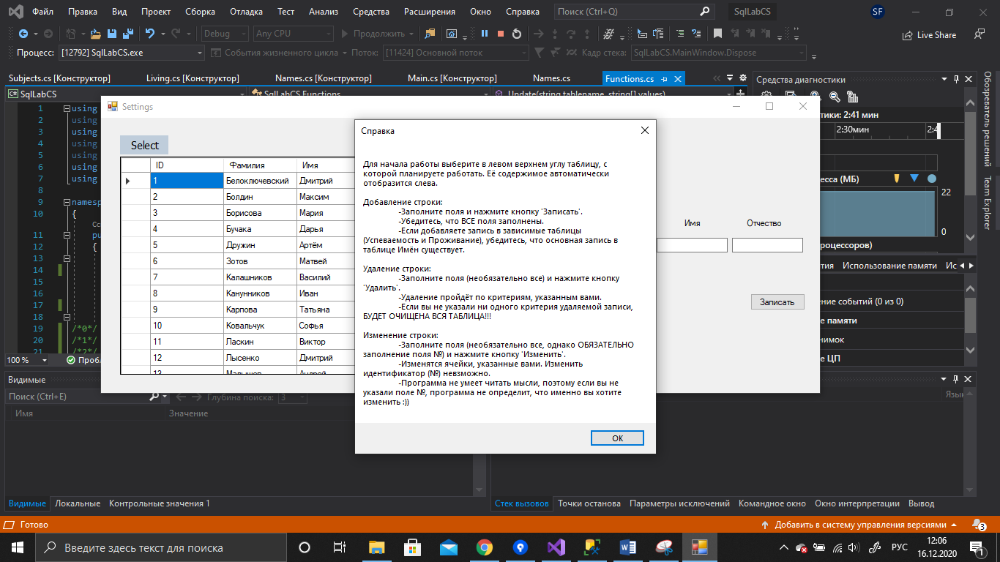 Файл Правка Вид Проект Сборка Отладка Тест Анализ Средства Расширения Окно Справка Поиск (Ctrl+Q) SqlLabCS SF
Debug Any CPU Продолжить Live Share
Процесс: [12792] SqlLabCS.exe События жизненного цикла Поток: [11424] Основной поток Кадр стека: SqlLabCS.MainWindow.Dispose
Subjects.cs [Конструктор] Living.cs [Конструктор] Names.cs [Конструктор] Main.cs [Конструктор] Names.cs Functions.cs Средства диагностики
Обозреватель решений
Team Explorer
SqlLabCS SqlLabCS.Functions Update(string tablename, string[] values)
1 using
2 using
3 using
4 using
5 using
6 using
7 using
8
9 namesp
10 {
Сс
11 pu
12 {
13
14
15
16
17
18
19 /*0*/
20 /*1*/
21 /*2*/
100 %
Settings
Select
ID Фамилия Имя
1 Белоключевский Дмитрий
2 Болдин Максим
3 Борисова Мария
4 Бучака Дарья
5 Дружин Артём
6 Зотов Матвей
7 Калашников Василий
8 Канунников Иван
9 Карпова Татьяна
10 Ковальчук Софья
11 Ласкин Виктор
12 Лысенко Дмитрий
13 Малышев Андрей
Имя Отчество
Записать
Справка
Для начала работы выберите в левом верхнем углу таблицу, с
которой планируете работать. Её содержимое автоматически
отобразится слева.
Добавление строки:
-Заполните поля и нажмите кнопку 'Записать'.
-Убедитесь, что ВСЕ поля заполнены.
-Если добавляете запись в зависимые таблицы
(Успеваемость и Проживание), убедитесь, что основная запись в
таблице Имён существует.
Удаление строки:
-Заполните поля (необязательно все) и нажмите кнопку
'Удалить'.
-Удаление пройдёт по критериям, указанным вами.
-Если вы не указали ни одного критерия удаляемой записи,
БУДЕТ ОЧИЩЕНА ВСЯ ТАБЛИЦА!!!
Изменение строки:
-Заполните поля (необязательно все, однако ОБЯЗАТЕЛЬНО
заполнение поля №) и нажмите кнопку 'Изменить'.
-Изменятся ячейки, указанные вами. Изменить
идентификатор (№) невзможно.
-Программа не умеет читать мысли, поэтому если вы не
указали поле №, программа не определит, что именно вы хотите
изменить :))
OK
тики: 2:41 мин
2:30мин 2:4
есса (МБ)
22
0
роцессоров)
тия Использование памяти Ис
ение событий (0 из 0)
е памяти
нимок
е ЦП
Видимые
Поиск (Ctrl+E) Глубина поиска: 3
Имя Значение
Язык
Видимые Локальные Контрольные значения 1
Стек вызовов Точки останова Параметры исключений Командное окно Окно интерпретации Вывод
Готово Добавить в систему управления версиями 3
Введите здесь текст для поиска РУС 12:06
16.12.2020 1